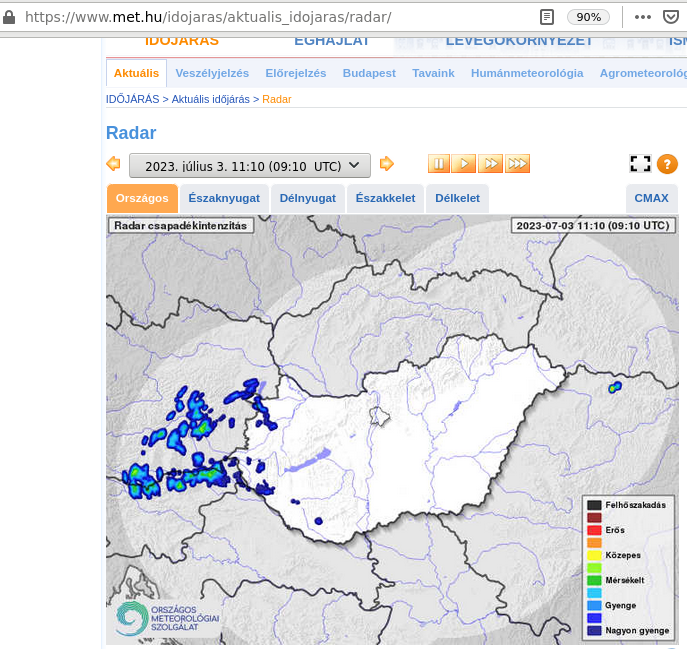 https://www.met.hu/idojaras/aktualis_idojaras/radar/
90%
IDŐJÁRÁS ÉGHAJLAT LEVEGŐKÖRNYEZET ISM
Aktuális Veszélyjelzés Előrejelzés Budapest Tavaink Humánmeteorológia Agrometeorológ
IDŐJÁRÁS > Aktuális időjárás > Radar
Radar
2023. július 3. 11:10 (09:10 UTC)
?
Országos Északnyugat Délnyugat Északkelet Délkelet CMAX
Radar csapadékintenzitás
2023-07-03 11:10 (09:10 UTC)
Felhőszakadás
Erős
Közepes
Mérsékelt
Gyenge
Nagyon gyenge
ORSZÁGOS
METEOROLÓGIAI
SZOLGÁLAT